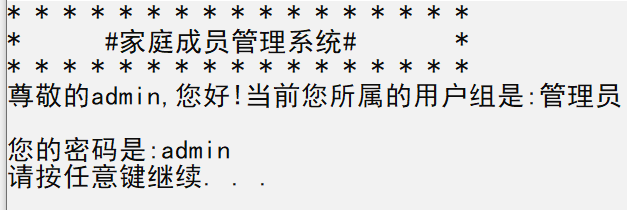 * * * * * * * * * * * * * * * * *
*      #家庭成员管理系统#       *
* * * * * * * * * * * * * * * * *
尊敬的admin,您好!当前您所属的用户组是:管理员
您的密码是:admin
请按任意键继续. . .